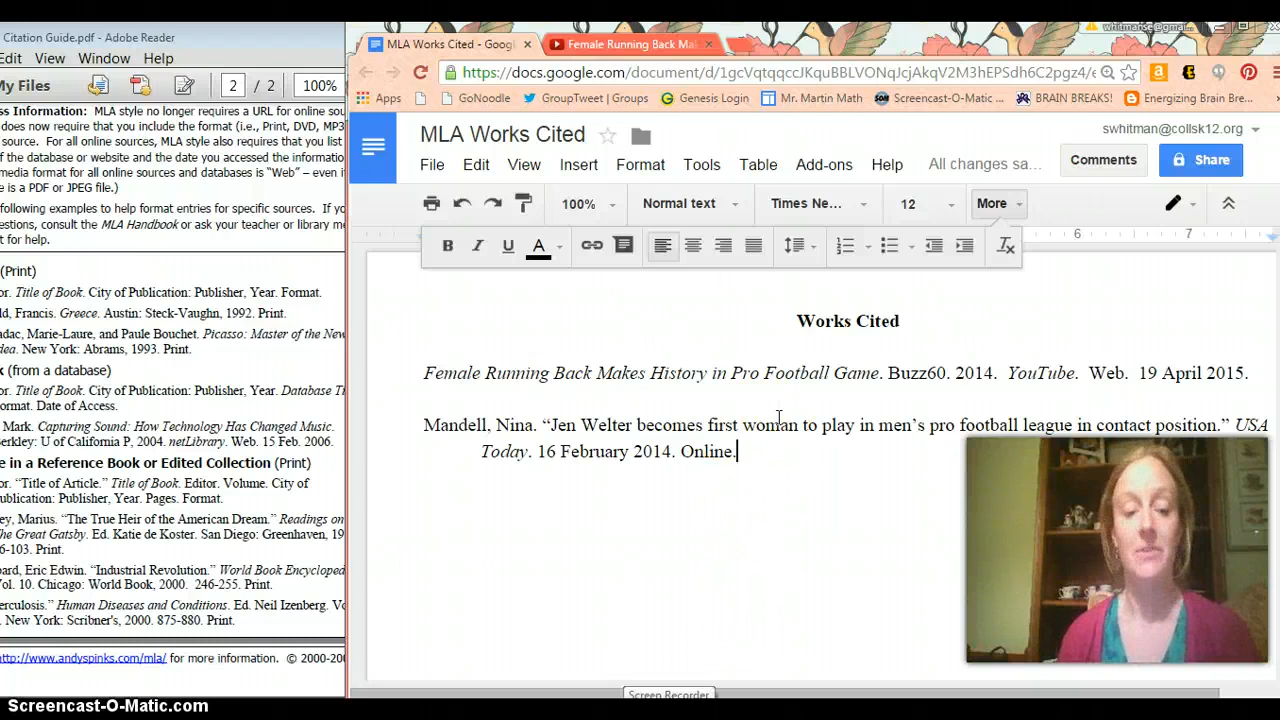 Citation Guide.pdf - Adobe Reader
Edit View Window Help
My Files 2 / 2 100%
ss Information: MLA style no longer requires a URL for online sour
does now require that you include the format (i.e., Print, DVD, MP3
source. For all online sources, MLA style also requires that you list
f the database or website and the date you accessed the informatio
media format for all online sources and databases is "Web" – even i
e is a PDF or JPEG file.)
following examples to help format entries for specific sources. If yo
questions, consult the MLA Handbook or ask your teacher or library me
t for help.
(Print)
or. Title of Book. City of Publication: Publisher, Year. Format.
ld, Francis. Greece. Austin: Steck-Vaughn, 1992. Print.
adac, Marie-Laure, and Paule Bouchet. Picasso: Master of the New
dea. New York: Abrams, 1993. Print.
k (from a database)
or. Title of Book. City of Publication: Publisher, Year. Database T
ormat. Date of Access.
Mark. Capturing Sound: How Technology Has Changed Music.
Berkley: U of California P, 2004. netLibrary. Web. 15 Feb. 2006.
e in a Reference Book or Edited Collection (Print)
or. "Title of Article." Title of Book. Editor. Volume. City of
ublication: Publisher, Year. Pages. Format.
ey, Marius. "The True Heir of the American Dream." Readings on
he Great Gatsby. Ed. Katie de Koster. San Diego: Greenhaven, 19
6-103. Print.
ard, Eric Edwin. "Industrial Revolution." World Book Encycloped
Vol. 10. Chicago: World Book, 2000. 246-255. Print.
erculosis." Human Diseases and Conditions. Ed. Neil Izenberg. Vo
. New York: Scribner's, 2000. 875-880. Print.
http://www.andyspinks.com/mla/ for more information. © 2000-200
whitmanse@gmail...
MLA Works Cited - Googl
Female Running Back Mak
https://docs.google.com/document/d/1gcVqtqqccJKquBBLVONqJcjAkqV2M3hEPSdh6C2pgz4/e
Apps GoNoodle GroupTweet | Groups Genesis Login Mr. Martin Math Screencast-O-Matic ... BRAIN BREAKS! Energizing Brain Bre...
MLA Works Cited
swhitman@collsk12.org
File Edit View Insert Format Tools Table Add-ons Help All changes sa...
Comments Share
100% Normal text Times Ne... 12 More
B I U A
6 7
Works Cited
Female Running Back Makes History in Pro Football Game. Buzz60. 2014. YouTube. Web. 19 April 2015.
Mandell, Nina. “Jen Welter becomes first woman to play in men’s pro football league in contact position.” USA
Today. 16 February 2014. Online.
Screen Recorder
Screencast-O-Matic.com